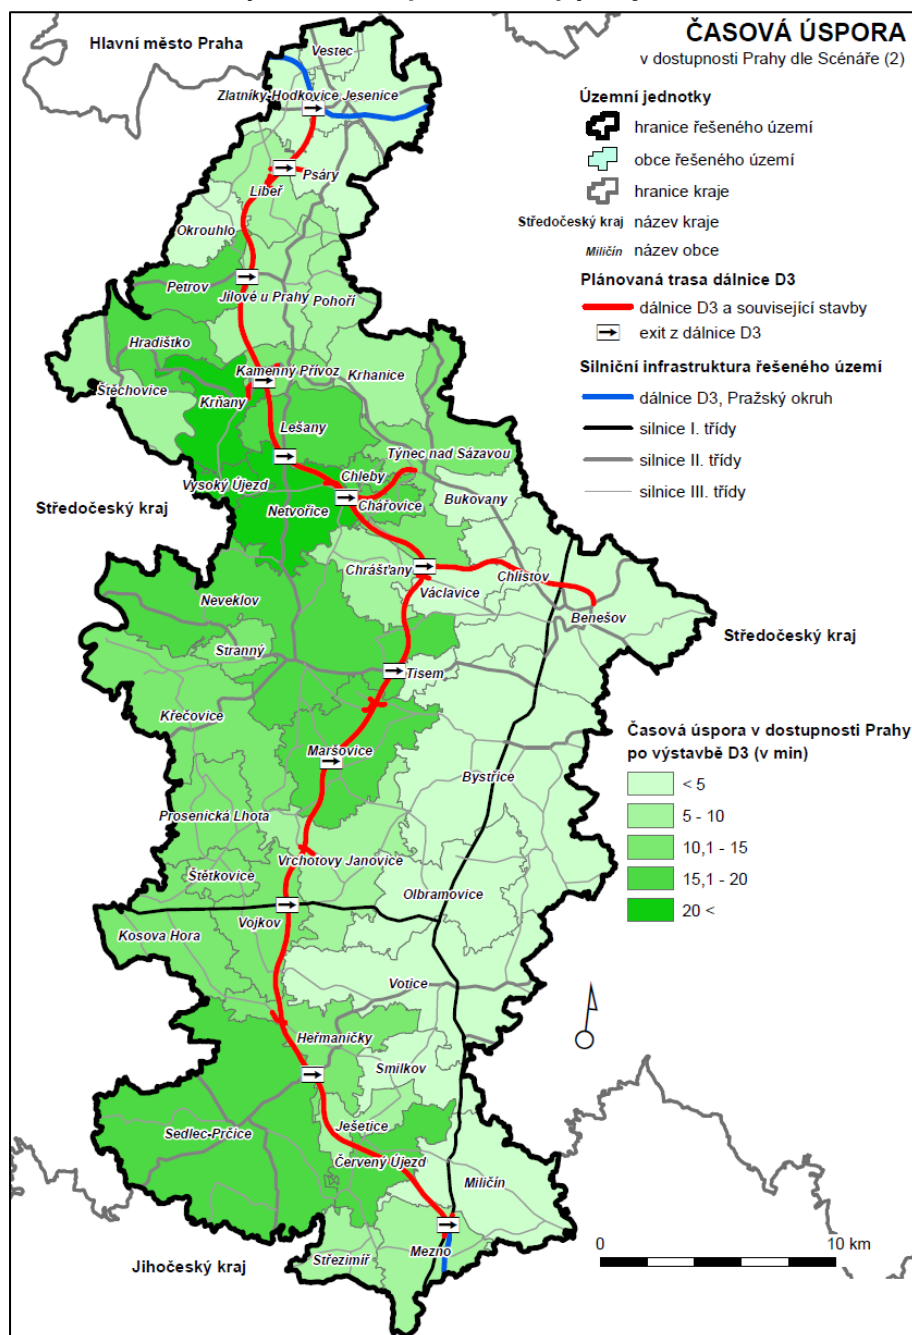 ČASOVÁ ÚSPORA
v dostupnosti Prahy dle Scénáře (2)
Územní jednotky
hranice řešeného území
obce řešeného území
hranice kraje
Středočeský kraj název kraje
Miličín název obce
Plánovaná trasa dálnice D3
dálnice D3 a související stavby
exit z dálnice D3
Silniční infrastruktura řešeného území
dálnice D3, Pražský okruh
silnice I. třídy
silnice II. třídy
silnice III. třídy
Hlavní město Praha
Vestec
Zlatníky-Hodkovice Jesenice
Psáry
Libeř
Okrouhlo
Petrov
Jílové u Prahy
Pohoří
Hradištko
Kamenný Přívoz
Krhanice
Štěchovice
Krňany
Lešany
Týnec nad Sázavou
Chleby
Vysoký Újezd
Bukovany
Netvořice
Chářovice
Středočeský kraj
Chrášťany
Chlístov
Václavice
Neveklov
Benešov
Středočeský kraj
Stranný
Tisem
Křečovice
Maršovice
Bystřice
Prosenická Lhota
Vrchotovy Janovice
Štětkovice
Olbramovice
Vojkov
Kosova Hora
Votice
Heřmaničky
Smilkov
Sedlec-Prčice
Ješetice
Červený Újezd
Miličín
Mezno
Střezimíř
Jihočeský kraj
Časová úspora v dostupnosti Prahy
po výstavbě D3 (v min)
< 5
5 - 10
10,1 - 15
15,1 - 20
20 <
0 10 km